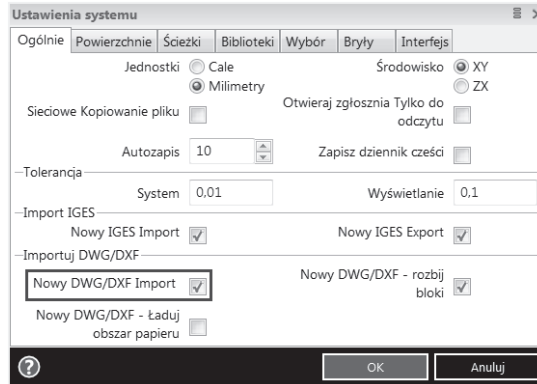 Ustawienia systemu
Ogólnie Powierzchnie Ścieżki Biblioteki Wybór Bryły Interfejs
Jednostki Cale Środowisko XY
Milimetry ZX
Sieciowe Kopiowanie pliku Otwieraj zgłosznia Tylko do
odczytu
Autozapis 10 Zapisz dziennik cześci
Tolerancja
System 0,01 Wyświetlanie 0,1
Import IGES
Nowy IGES Import Nowy IGES Export
Importuj DWG/DXF
Nowy DWG/DXF Import Nowy DWG/DXF - rozbij
bloki
Nowy DWG/DXF - Ładuj
obszar papieru
? OK Anuluj